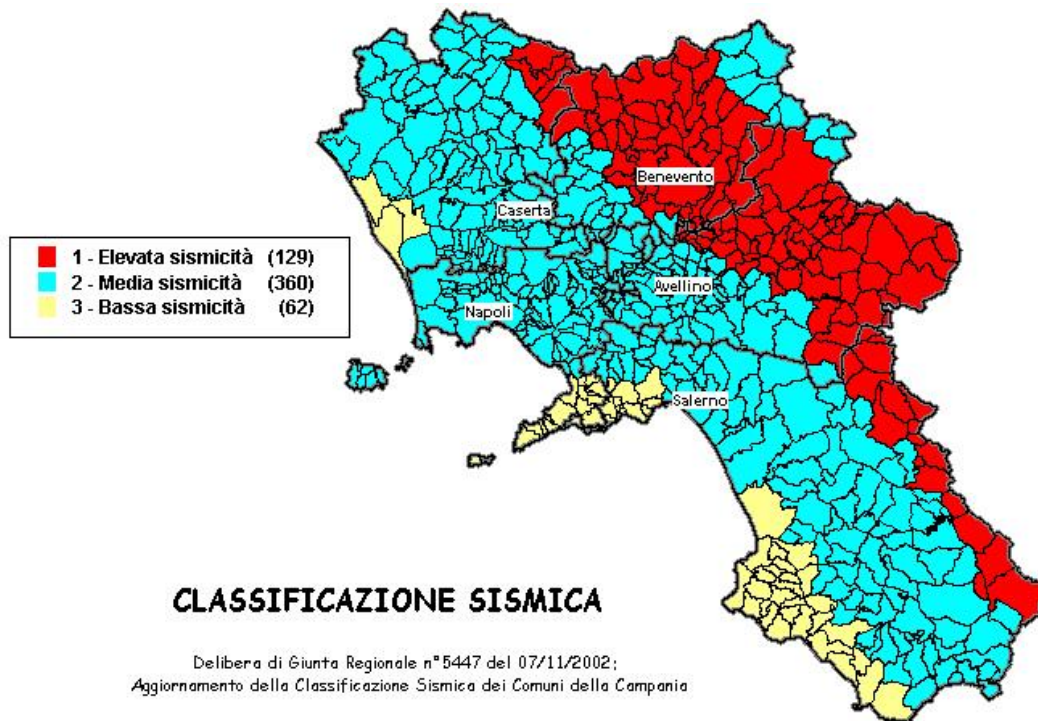 Benevento
Caserta
1 - Elevata sismicità (129)
2 - Media sismicità (360)
3 - Bassa sismicità (62)
Avellino
Napoli
Salerno
CLASSIFICAZIONE SISMICA
Delibera di Giunta Regionale n°5447 del 07/11/2002;
Aggiornamento della Classificazione Sismica dei Comuni della Campania